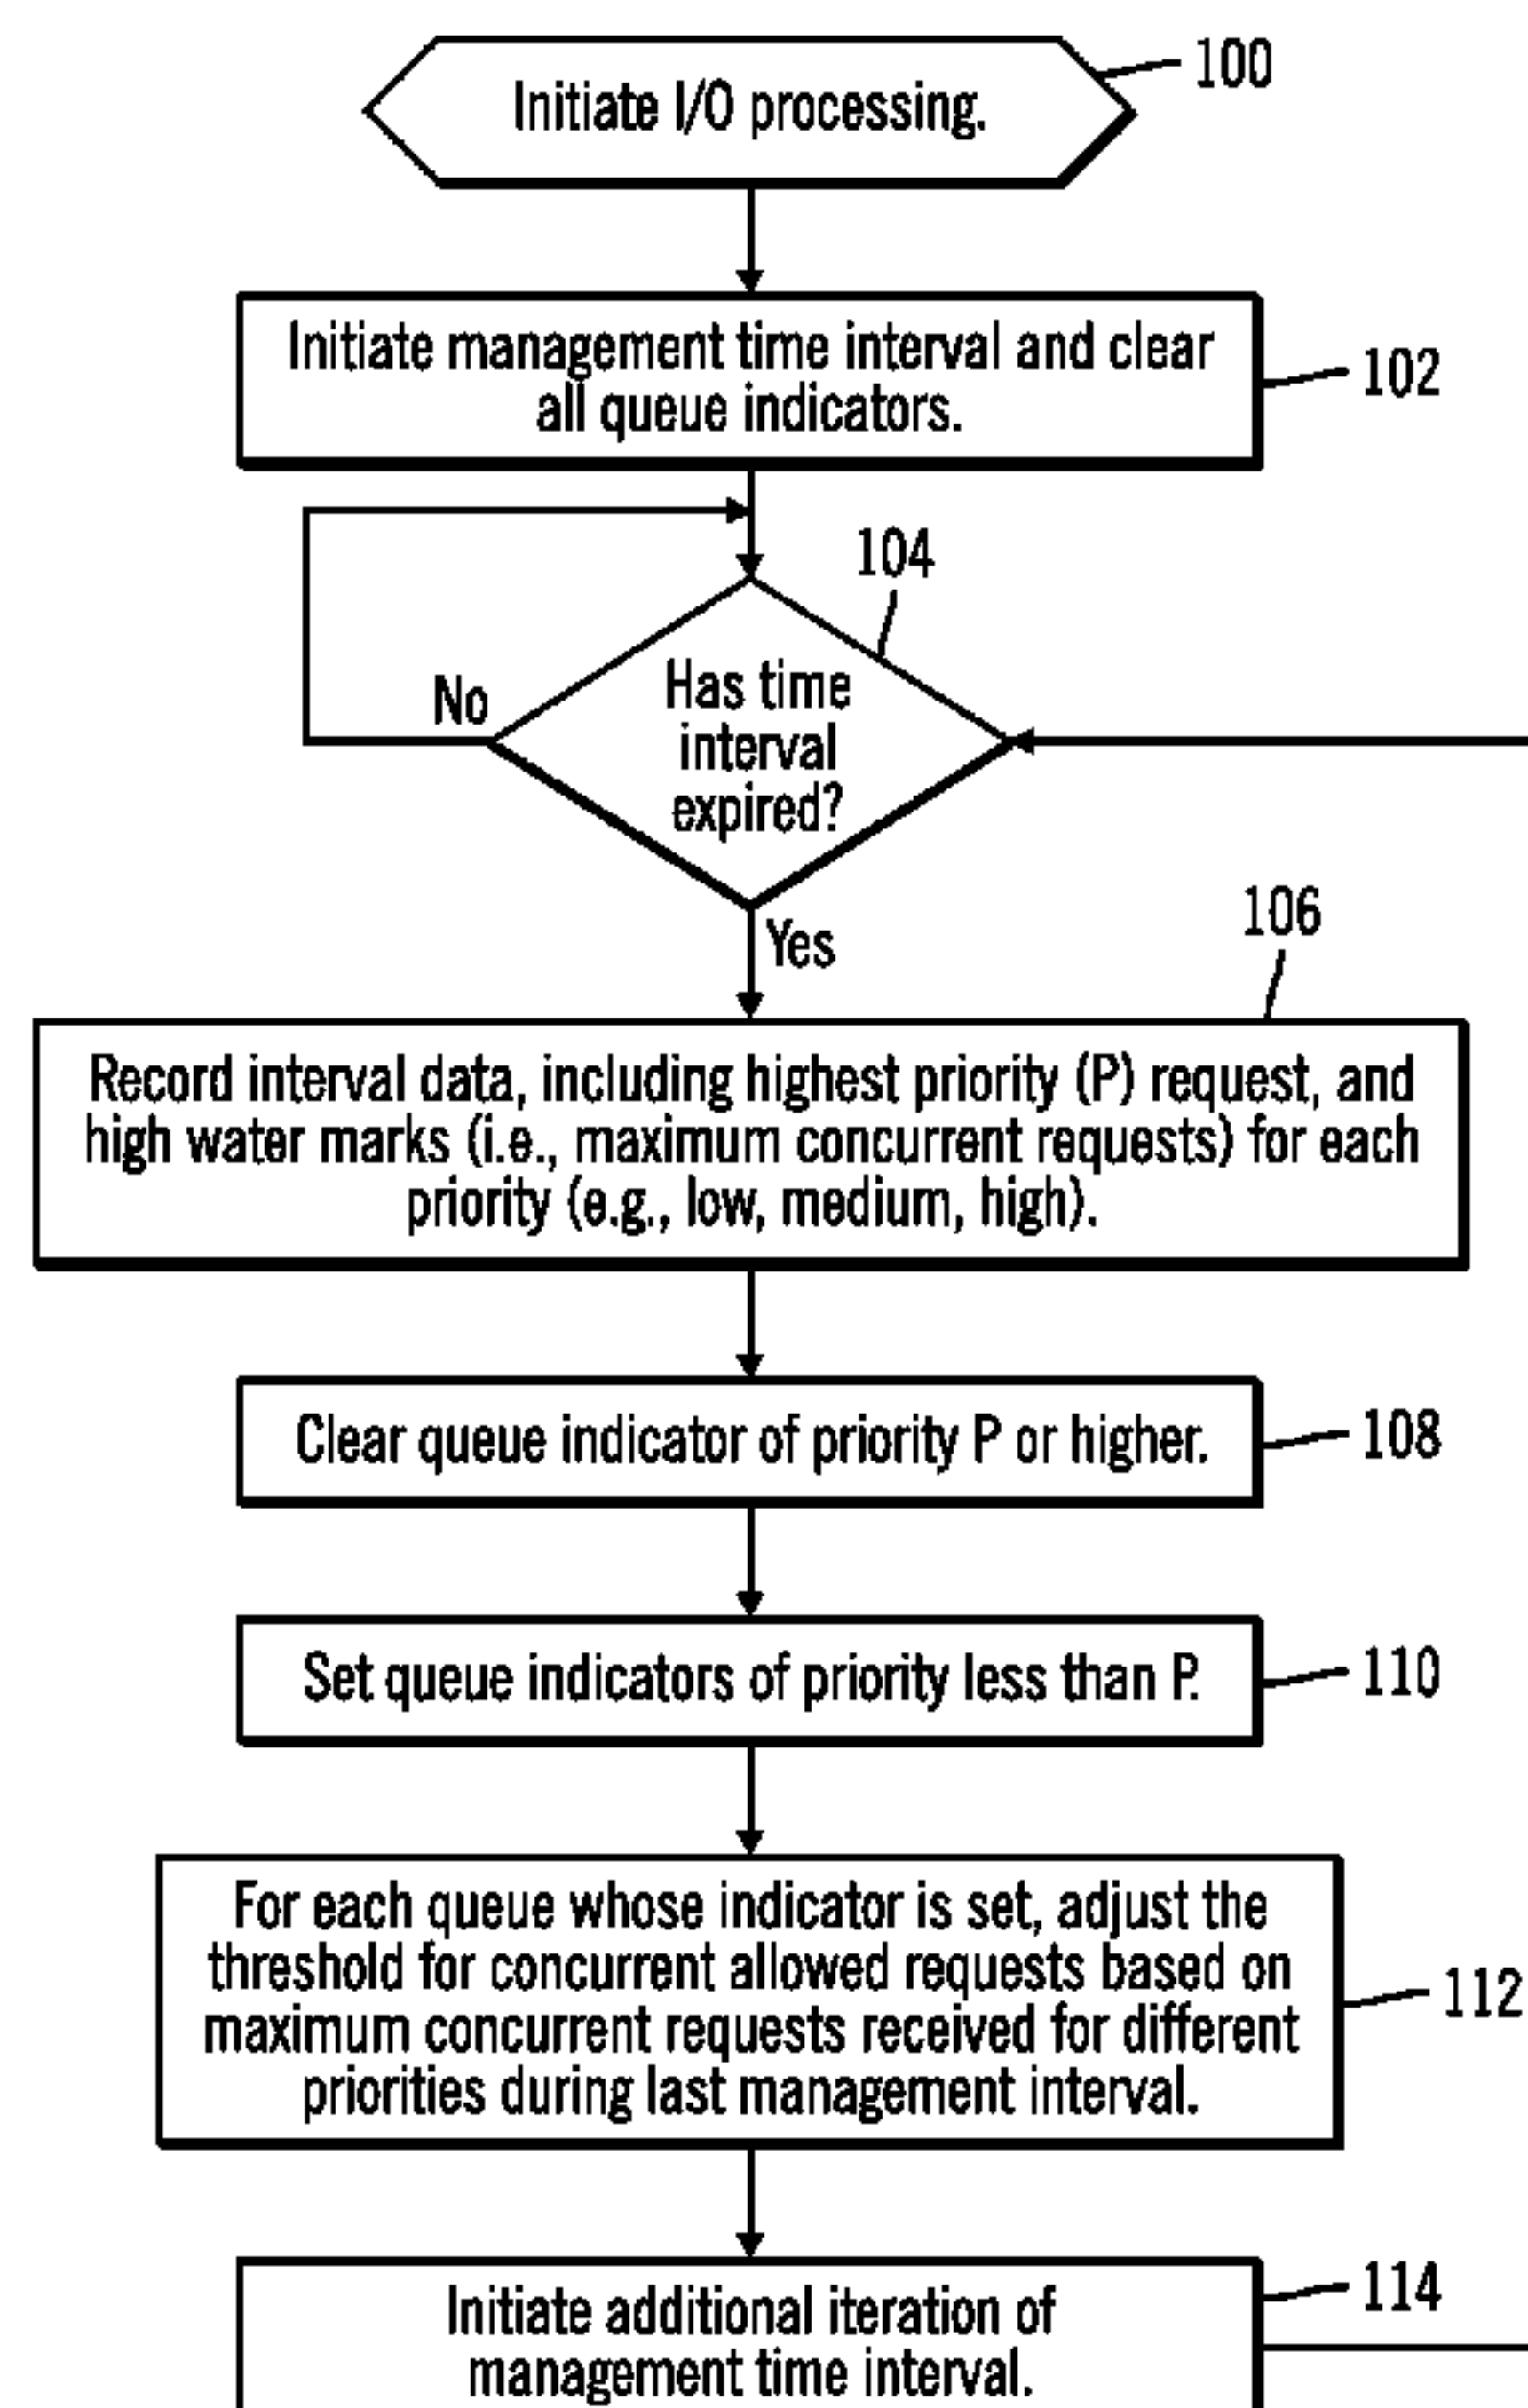 Initiate I/O processing.
100
Initiate management time interval and clear
all queue indicators.
102
104
Has time
interval
expired?
No
Yes
106
Record interval data, including highest priority (P) request, and
high water marks (i.e., maximum concurrent requests) for each
priority (e.g., low, medium, high).
Clear queue indicator of priority P or higher.
108
Set queue indicators of priority less than P.
110
For each queue whose indicator is set, adjust the
threshold for concurrent allowed requests based on
maximum concurrent requests received for different
priorities during last management interval.
112
Initiate additional iteration of
management time interval.
114